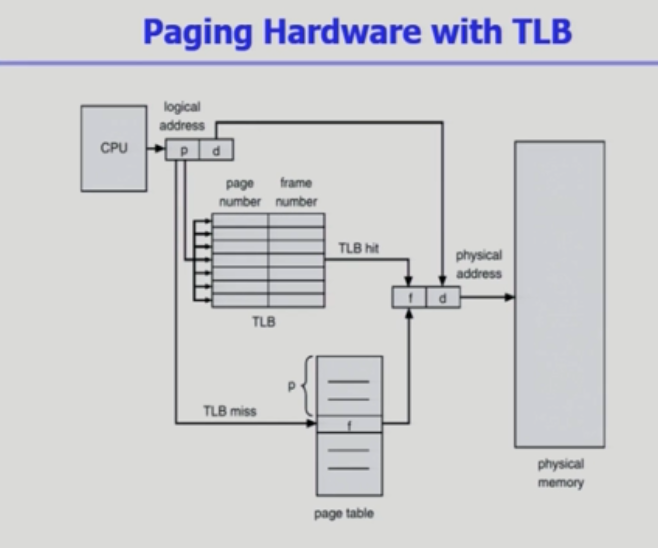 Paging Hardware with TLB
logical
address
CPU
p
d
page
number
frame
number
TLB hit
physical
address
f
d
TLB
p
TLB miss
f
physical
memory
page table